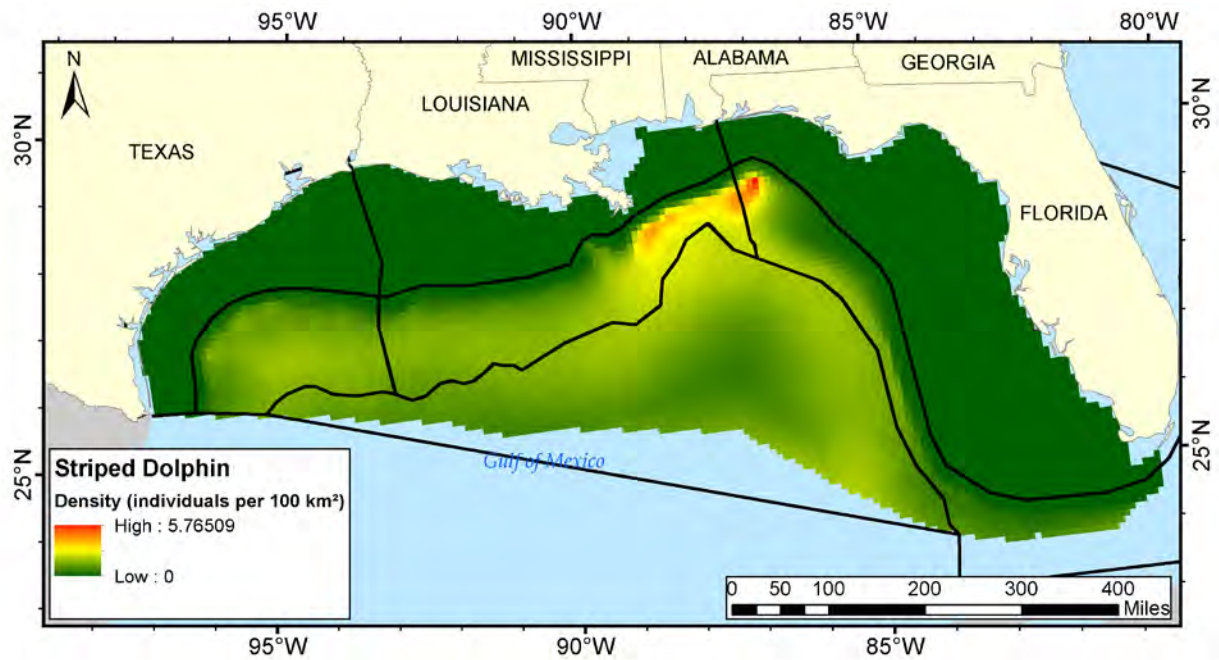 95°W 90°W 85°W 80°W
N
MISSISSIPPI ALABAMA GEORGIA
LOUISIANA
TEXAS
30°N 30°N
FLORIDA
25°N 25°N
Gulf of Mexico
Striped Dolphin
Density (individuals per 100 km²)
High : 5.76509
Low : 0
0 50 100 200 300 400
Miles
95°W 90°W 85°W 80°W